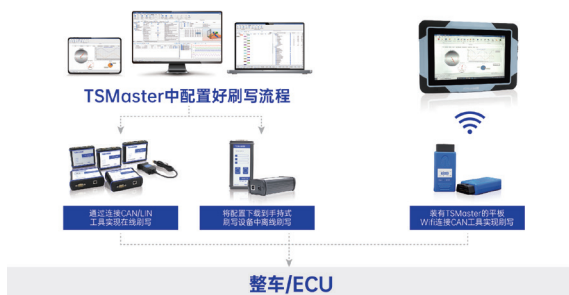 TSMaster中配置好刷写流程
通过连接CAN/LIN
工具实现在线刷写
将配置下载到手持式
刷写设备中离线刷写
装有TSMaster的平板
Wifi连接CAN工具实现刷写
整车/ECU